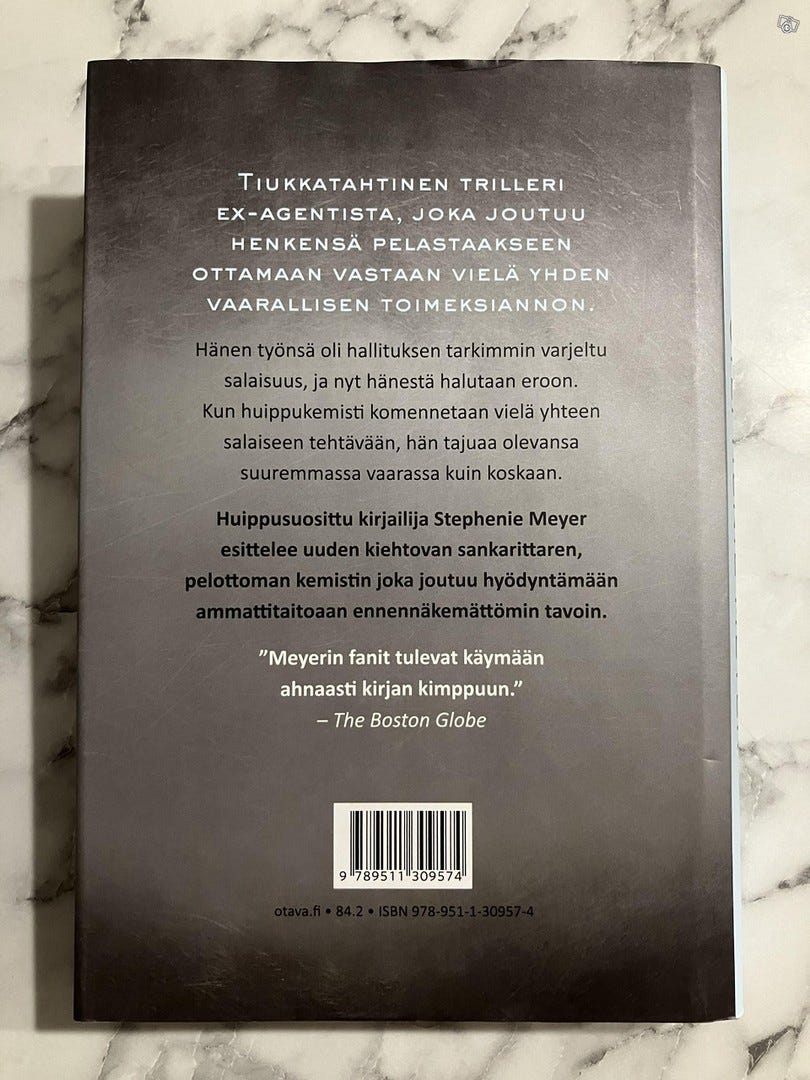 TIUKKATAHTINEN TRILLERI
EX-AGENTISTA, JOKA JOUTUU
HENKENSÄ PELASTAAKSEEN
OTTAMAAN VASTAAN VIELÄ YHDEN
VAARALLISEN TOIMEKSIANNON.
Hänen työnsä oli hallituksen tarkimmin varjeltu
salaisuus, ja nyt hänestä halutaan eroon.
Kun huippukemisti komennetaan vielä yhteen
salaiseen tehtävään, hän tajuaa olevansa
suuremmassa vaarassa kuin koskaan.
Huippusuosittu kirjailija Stephenie Meyer
esittelee uuden kiehtovan sankarittaren,
pelottoman kemistin joka joutuu hyödyntämään
ammattitaitoaan ennennäkemättömin tavoin.
”Meyerin fanit tulevat käymään
ahnaasti kirjan kimppuun.”
– The Boston Globe
9 789511 309574
otava.fi • 84.2 • ISBN 978-951-1-30957-4